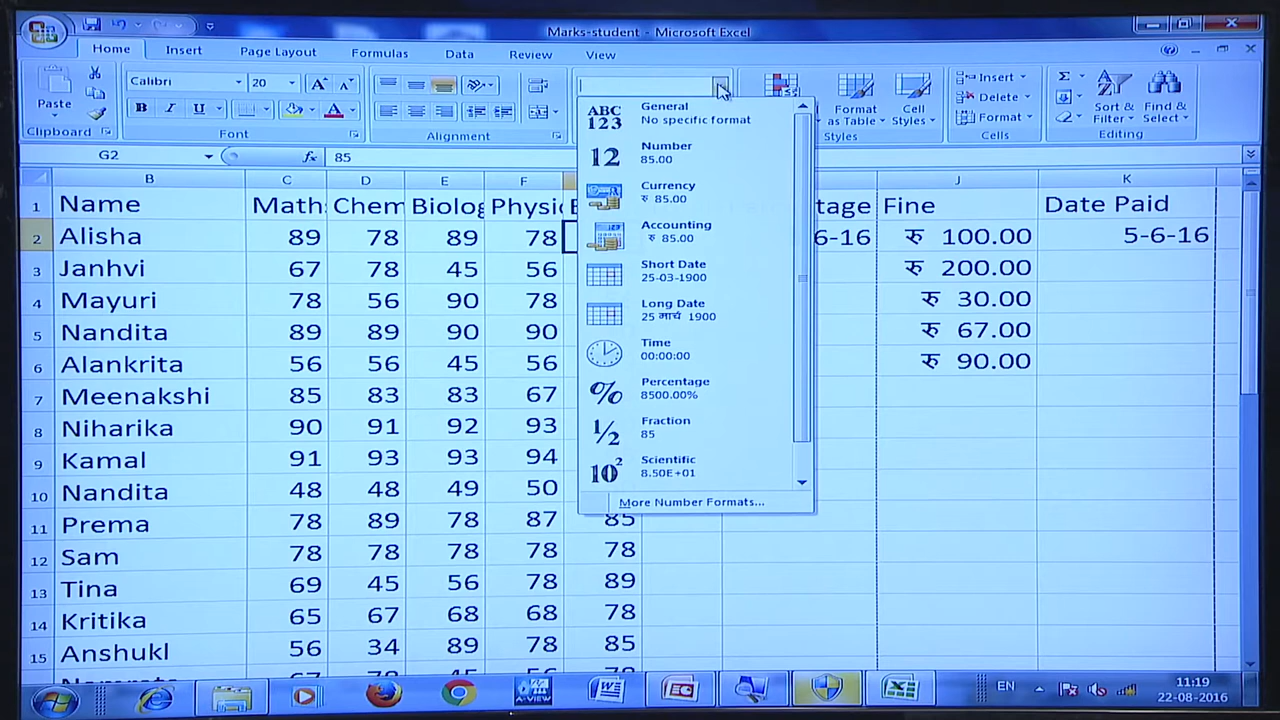 Marks-student - Microsoft Excel
Home Insert Page Layout Formulas Data Review View
Calibri 20 A A
Paste B I U A
Insert Σ
Delete
Format
Format as Table Cell Styles Sort & Filter Find & Select
Clipboard Font Alignment Styles Cells Editing
G2 fx 85
B C D E F J K
1 Name Math Chem Biolog Physi tage Fine Date Paid
2 Alisha 89 78 89 78 6-16 रु 100.00 5-6-16
3 Janhvi 67 78 45 56 रु 200.00
4 Mayuri 78 56 90 78 रु 30.00
5 Nandita 89 89 90 90 रु 67.00
6 Alankrita 56 56 45 56 रु 90.00
7 Meenakshi 85 83 83 67
8 Niharika 90 91 92 93
9 Kamal 91 93 93 94
10 Nandita 48 48 49 50
11 Prema 78 89 78 87 85
12 Sam 78 78 78 78 78
13 Tina 69 45 56 78 89
14 Kritika 65 67 68 68 78
15 Anshukl 56 34 89 78 85
ABC 123
General
No specific format
12
Number
85.00
Currency
रु 85.00
Accounting
रु 85.00
Short Date
25-03-1900
Long Date
25 मार्च 1900
Time
00:00:00
%
Percentage
8500.00%
½
Fraction
85
10²
Scientific
8.50E+01
More Number Formats...
A-VIEW
EN
11:19
22-08-2016